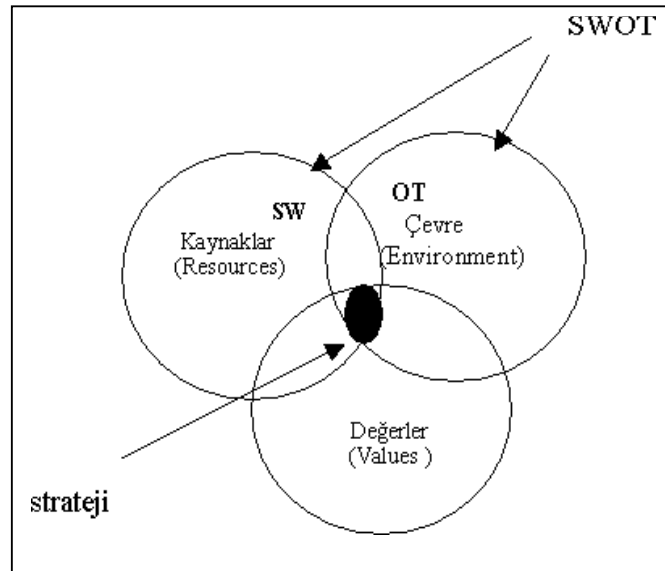 SWOT
SW
OT
Kaynaklar
(Resources)
Çevre
(Environment)
Değerler
(Values )
strateji